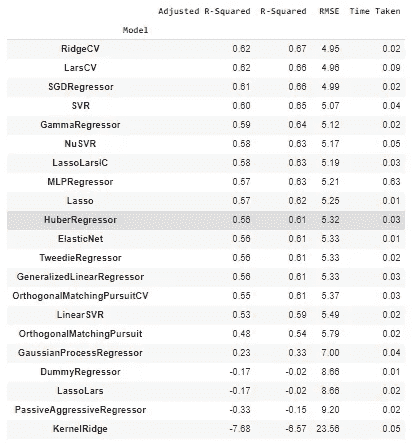 Adjusted R-Squared R-Squared RMSE Time Taken
Model
RidgeCV 0.62 0.67 4.95 0.02
LarsCV 0.62 0.66 4.96 0.09
SGDRegressor 0.61 0.66 4.99 0.02
SVR 0.60 0.65 5.07 0.04
GammaRegressor 0.59 0.64 5.12 0.02
NuSVR 0.58 0.63 5.17 0.05
LassoLarsIC 0.58 0.63 5.19 0.03
MLPRegressor 0.57 0.63 5.21 0.63
Lasso 0.57 0.62 5.25 0.01
HuberRegressor 0.56 0.61 5.32 0.03
ElasticNet 0.56 0.61 5.33 0.01
TweedieRegressor 0.56 0.61 5.33 0.02
GeneralizedLinearRegressor 0.56 0.61 5.33 0.03
OrthogonalMatchingPursuitCV 0.55 0.61 5.37 0.03
LinearSVR 0.53 0.59 5.49 0.02
OrthogonalMatchingPursuit 0.48 0.54 5.79 0.02
GaussianProcessRegressor 0.23 0.33 7.00 0.04
DummyRegressor -0.17 -0.02 8.66 0.01
LassoLars -0.17 -0.02 8.66 0.02
PassiveAggressiveRegressor -0.33 -0.15 9.20 0.02
KernelRidge -7.68 -6.57 23.56 0.05